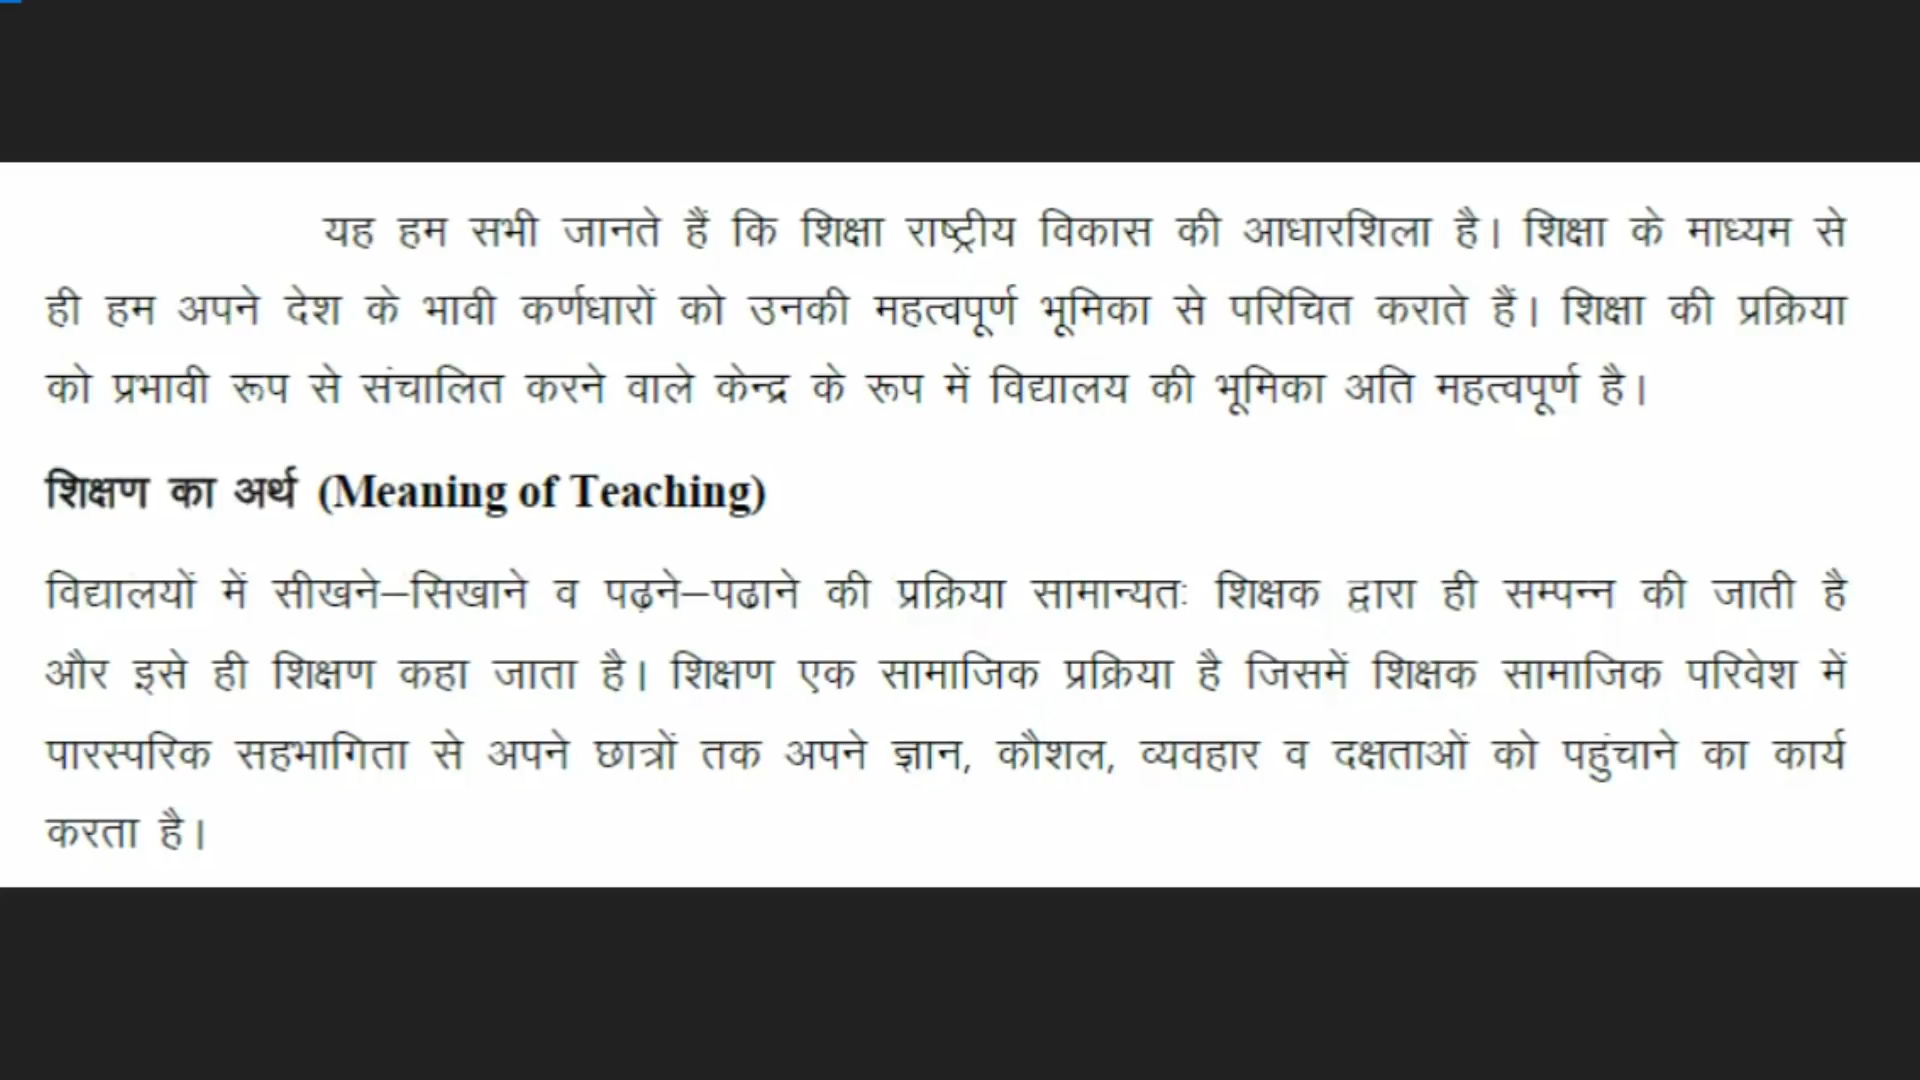 यह हम सभी जानते हैं कि शिक्षा राष्ट्रीय विकास की आधारशिला है। शिक्षा के माध्यम से
ही हम अपने देश के भावी कर्णधारों को उनकी महत्वपूर्ण भूमिका से परिचित कराते हैं। शिक्षा की प्रक्रिया
को प्रभावी रूप से संचालित करने वाले केन्द्र के रूप में विद्यालय की भूमिका अति महत्वपूर्ण है।
शिक्षण का अर्थ (Meaning of Teaching)
विद्यालयों में सीखने–सिखाने व पढ़ने–पढाने की प्रक्रिया सामान्यतः शिक्षक द्वारा ही सम्पन्न की जाती है
और इसे ही शिक्षण कहा जाता है। शिक्षण एक सामाजिक प्रक्रिया है जिसमें शिक्षक सामाजिक परिवेश में
पारस्परिक सहभागिता से अपने छात्रों तक अपने ज्ञान, कौशल, व्यवहार व दक्षताओं को पहुंचाने का कार्य
करता है।